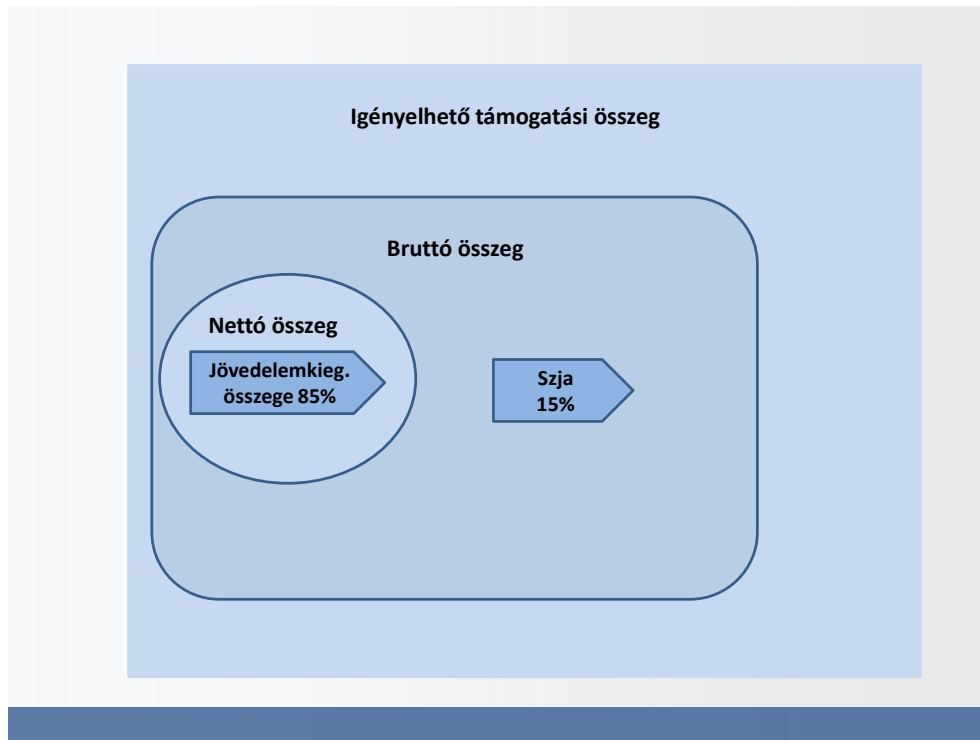 Igényelhető támogatási összeg
Bruttó összeg
Nettó összeg
Jövedelemkieg.
összege 85%
Szja
15%